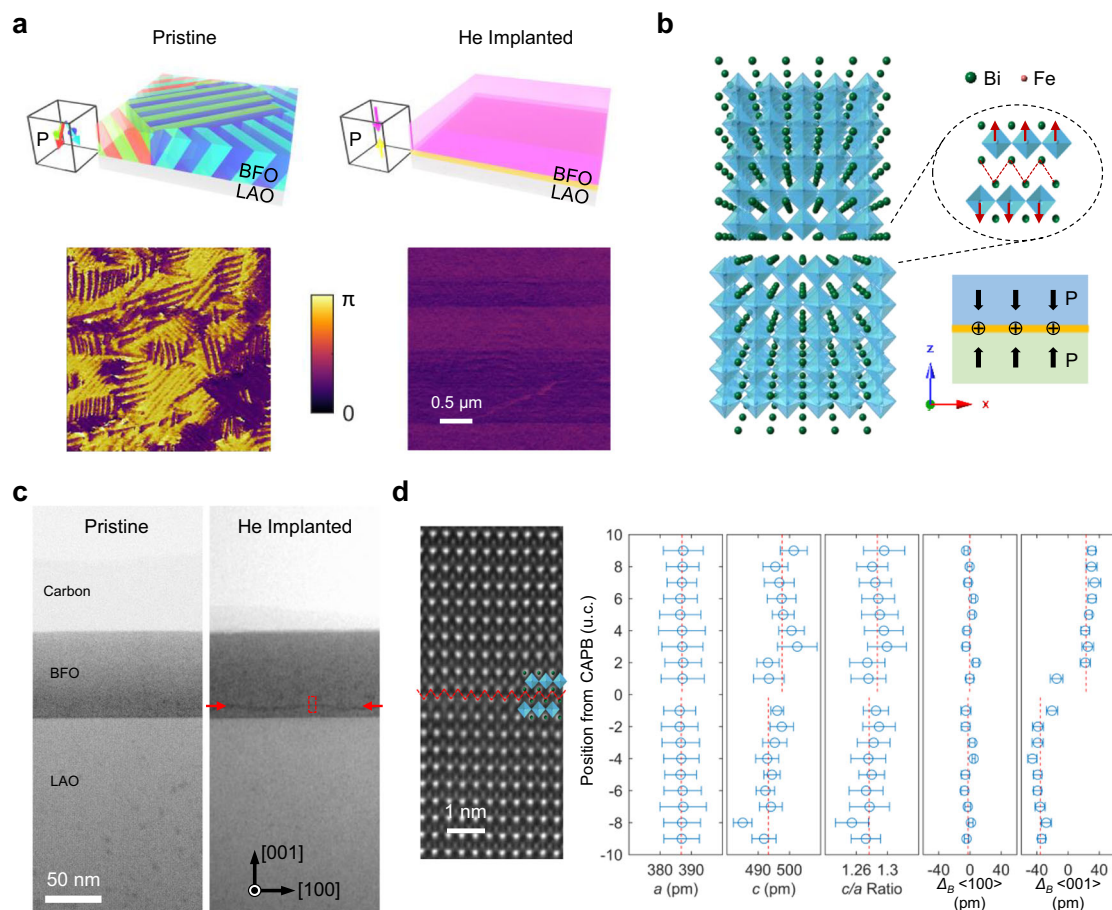 a
Pristine
He Implanted
P
BFO
LAO
P
BFO
LAO
π
0
0.5 µm
b
Bi
Fe
P
P
z
x
c
Pristine
He Implanted
Carbon
BFO
LAO
50 nm
[001]
[100]
d
1 nm
Position from CAPB (u.c.)
10
8
6
4
2
0
-2
-4
-6
-8
-10
380 390
490 500
1.26 1.3
-40 0 40
-40 0 40
a (pm)
c (pm)
c/a Ratio
Δ_B <100>
(pm)
Δ_B <001>
(pm)